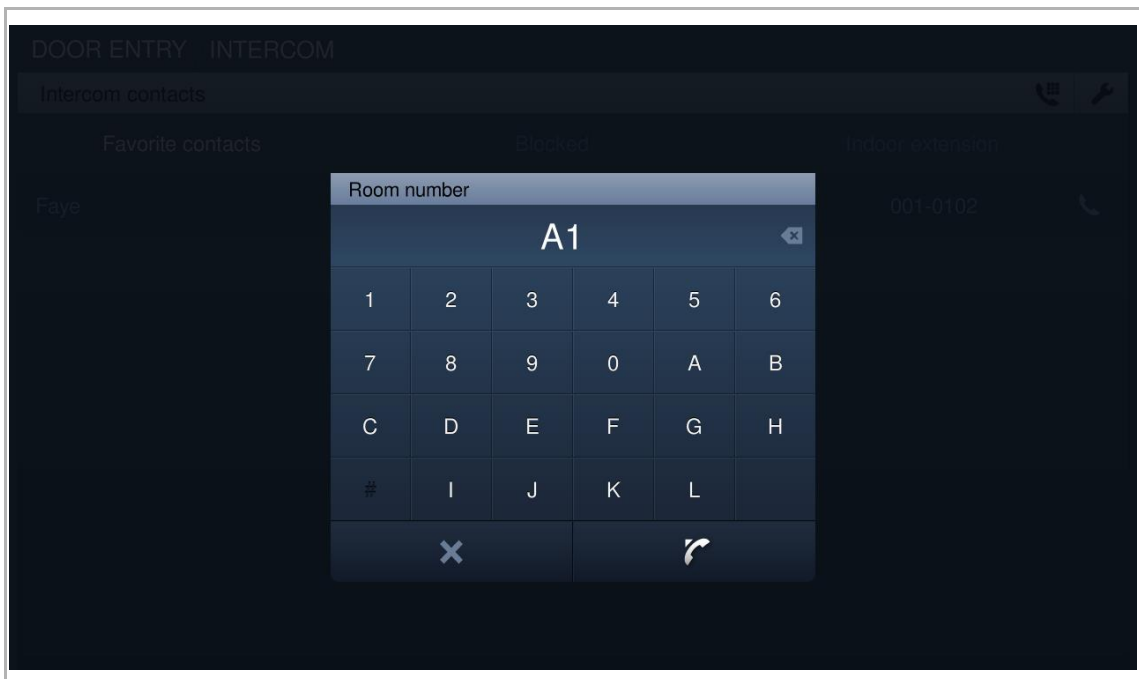 DOOR ENTRY INTERCOM
Intercom contacts
Favorite contacts Blocked Indoor extension
Faye 001-0102
Room number
A1
1 2 3 4 5 6
7 8 9 0 A B
C D E F G H
# I J K L